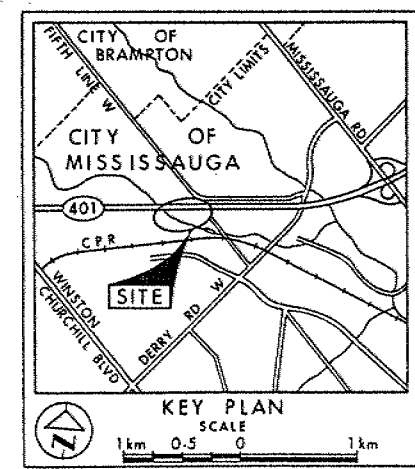 CITY OF
BRAMPTON
FIFTH LINE W
CITY LIMITS
MISSISSAUGA RD
CITY OF
MISSISSAUGA
401
CPR
SITE
WINSTON
CHURCHILL BLVD
DERRY RD W
KEY PLAN
SCALE
N
1km 0·5 0 1km